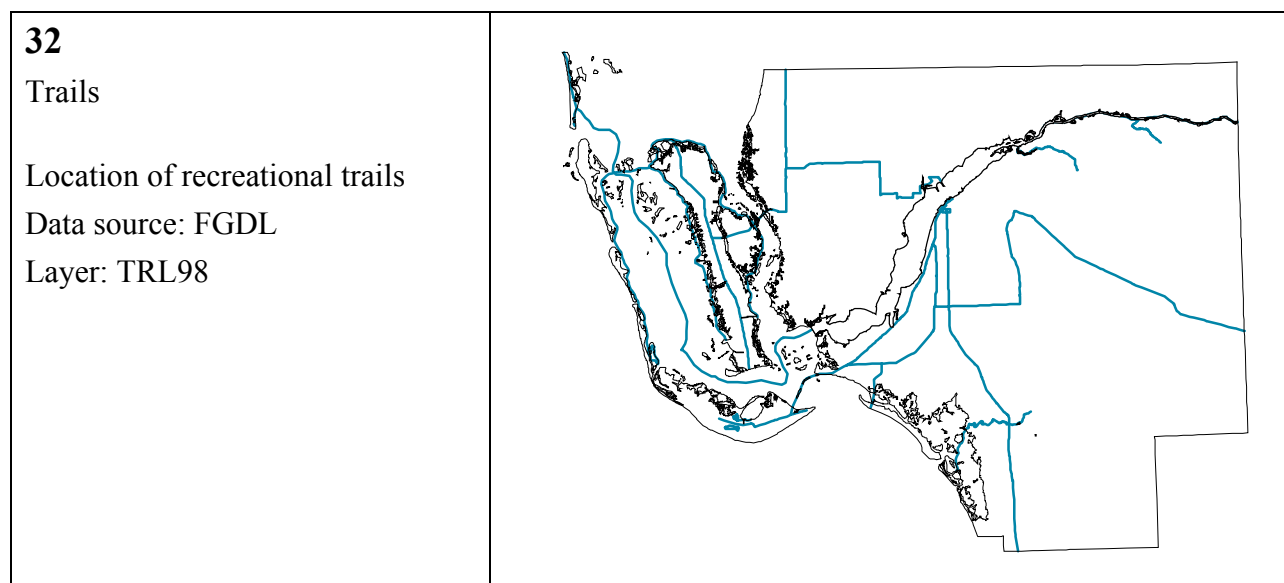 32
Trails
Location of recreational trails
Data source: FGDL
Layer: TRL98